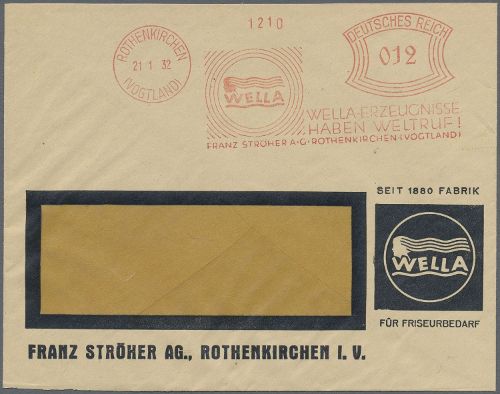 1210
ROTHENKIRCHEN
21.1.32
(VOGTLAND)
WELLA
DEUTSCHES REICH
012
WELLA-ERZEUGNISSE
HABEN WELTRUF!
FRANZ STRÖHER A·G·ROTHENKIRCHEN (VOGTLAND)
SEIT 1880 FABRIK
WELLA
FÜR FRISEURBEDARF
FRANZ STRÖHER AG., ROTHENKIRCHEN I. V.